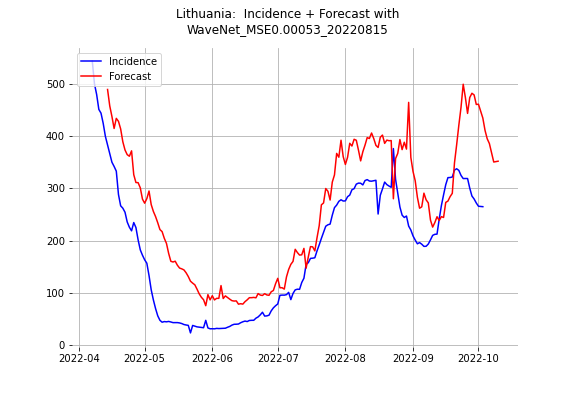 Lithuania:  Incidence + Forecast with
WaveNet_MSE0.00053_20220815
Incidence
Forecast
500
400
300
200
100
0
2022-04 2022-05 2022-06 2022-07 2022-08 2022-09 2022-10